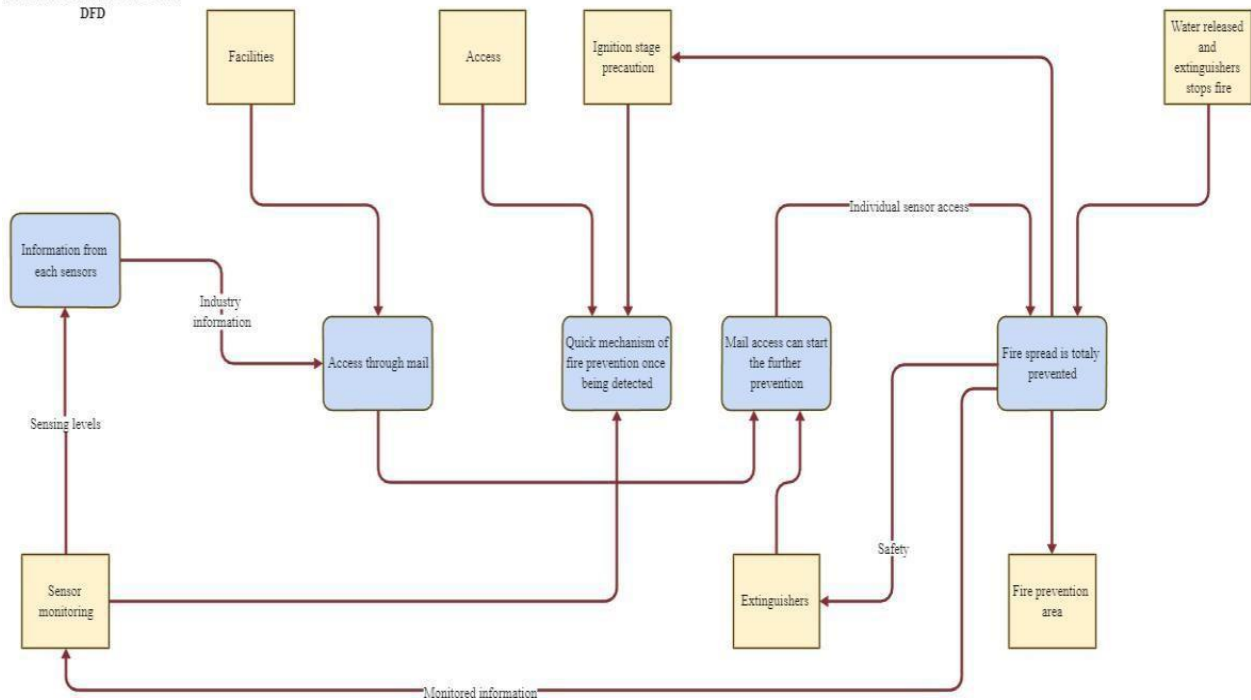 DFD
Facilities
Access
Ignition stage
precaution
Water released
and
extinguishers
stops fire
Individual sensor access
Information from
each sensors
Industry
information
Access through mail
Quick mechanism of
fire prevention once
being detected
Mail access can start
the further
prevention
Fire spread is totaly
prevented
Sensing levels
Safety
Sensor
monitoring
Extinguishers
Fire prevention
area
Monitored information